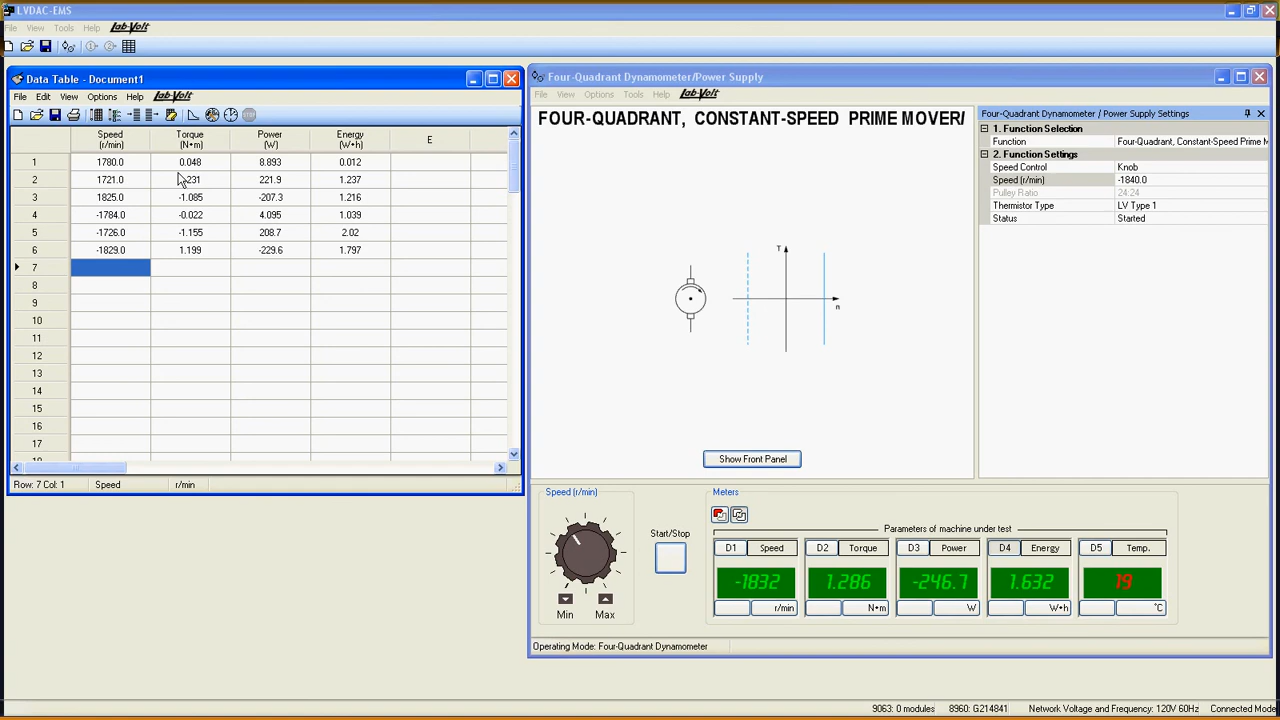 LVDAC-EMS
File View Tools Help Lab-Volt
Data Table - Document1
File Edit View Options Help Lab-Volt
Speed (r/min) Torque (N•m) Power (W) Energy (W•h) E
1 1780.0 0.048 8.893 0.012
2 1721.0 231 221.9 1.237
3 1825.0 -1.085 -207.3 1.216
4 -1784.0 -0.022 4.095 1.039
5 -1726.0 -1.155 208.7 2.02
6 -1829.0 1.199 -229.6 1.797
7
8
9
10
11
12
13
14
15
16
17
Row: 7 Col: 1 Speed r/min
Four-Quadrant Dynamometer/Power Supply
File View Options Tools Help Lab-Volt
FOUR-QUADRANT, CONSTANT-SPEED PRIME MOVER/
T
n
Show Front Panel
Four-Quadrant Dynamometer / Power Supply Settings
1. Function Selection
Function Four-Quadrant, Constant-Speed Prime M
2. Function Settings
Speed Control Knob
Speed (r/min) -1840.0
Pulley Ratio 24:24
Thermistor Type LV Type 1
Status Started
Speed (r/min)
Min Max
Start/Stop
Meters
Parameters of machine under test
D1 Speed D2 Torque D3 Power D4 Energy D5 Temp.
-1832 1.286 -246.7 1.632 19
r/min N•m W W•h °C
Operating Mode: Four-Quadrant Dynamometer
9063: 0 modules 8960: G214841 Network Voltage and Frequency: 120V 60Hz Connected Mode